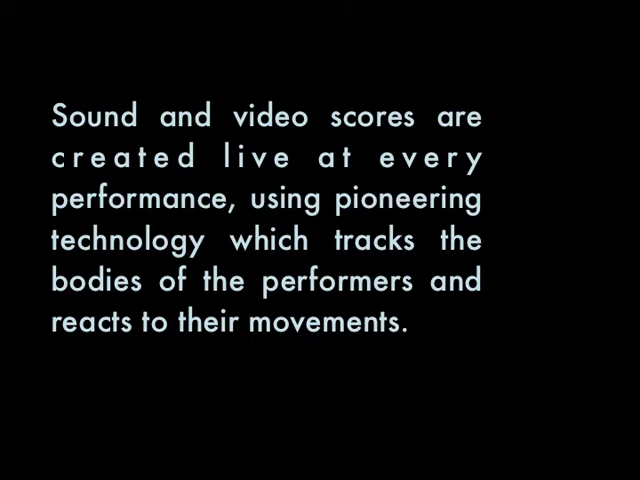 Sound and video scores are
created live at every
performance, using pioneering
technology which tracks the
bodies of the performers and
reacts to their movements.